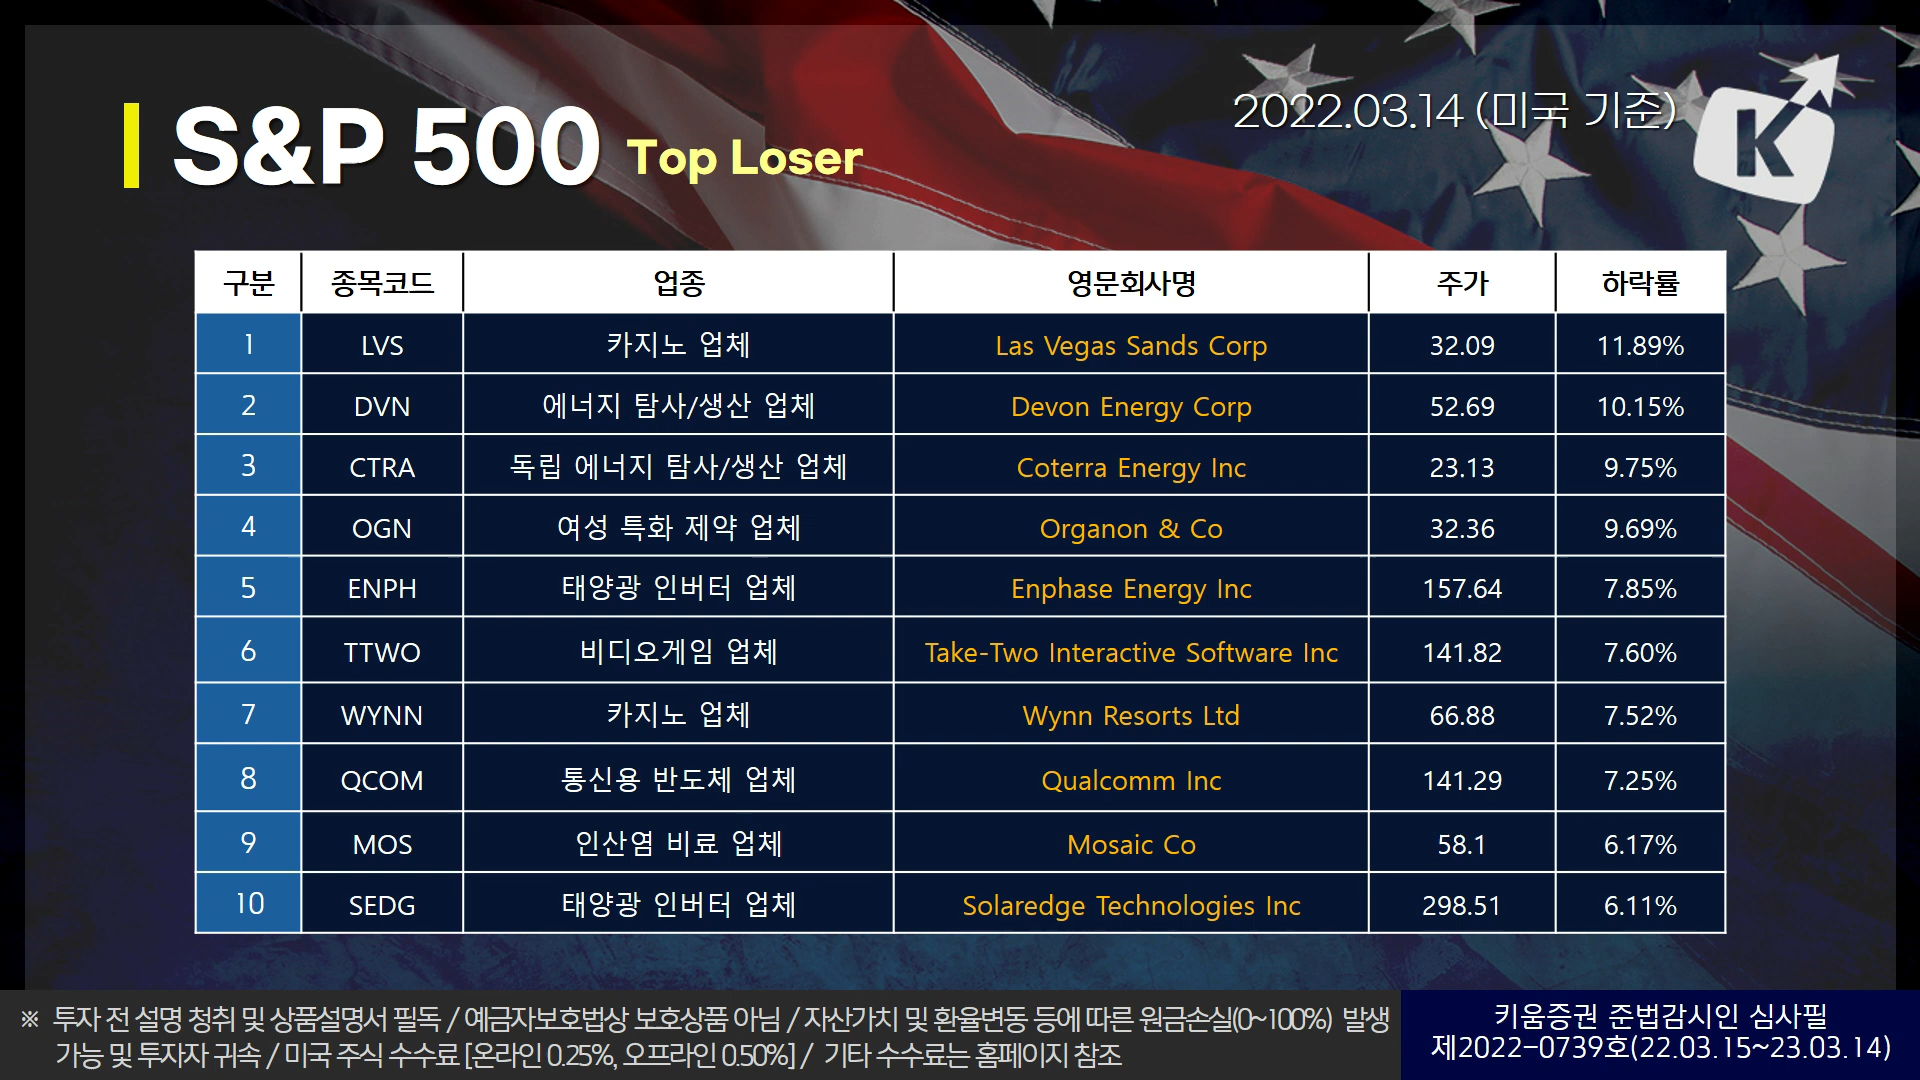 S&P 500 Top Loser
2022.03.14 (미국 기준)
K
구분 종목코드 업종 영문회사명 주가 하락률
1 LVS 카지노 업체 Las Vegas Sands Corp 32.09 11.89%
2 DVN 에너지 탐사/생산 업체 Devon Energy Corp 52.69 10.15%
3 CTRA 독립 에너지 탐사/생산 업체 Coterra Energy Inc 23.13 9.75%
4 OGN 여성 특화 제약 업체 Organon & Co 32.36 9.69%
5 ENPH 태양광 인버터 업체 Enphase Energy Inc 157.64 7.85%
6 TTWO 비디오게임 업체 Take-Two Interactive Software Inc 141.82 7.60%
7 WYNN 카지노 업체 Wynn Resorts Ltd 66.88 7.52%
8 QCOM 통신용 반도체 업체 Qualcomm Inc 141.29 7.25%
9 MOS 인산염 비료 업체 Mosaic Co 58.1 6.17%
10 SEDG 태양광 인버터 업체 Solaredge Technologies Inc 298.51 6.11%
※ 투자 전 설명 청취 및 상품설명서 필독 / 예금자보호법상 보호상품 아님 / 자산가치 및 환율변동 등에 따른 원금손실(0~100%) 발생
가능 및 투자자 귀속 / 미국 주식 수수료 [온라인 0.25%, 오프라인 0.50%] / 기타 수수료는 홈페이지 참조
키움증권 준법감시인 심사필
제2022-0739호(22.03.15~23.03.14)